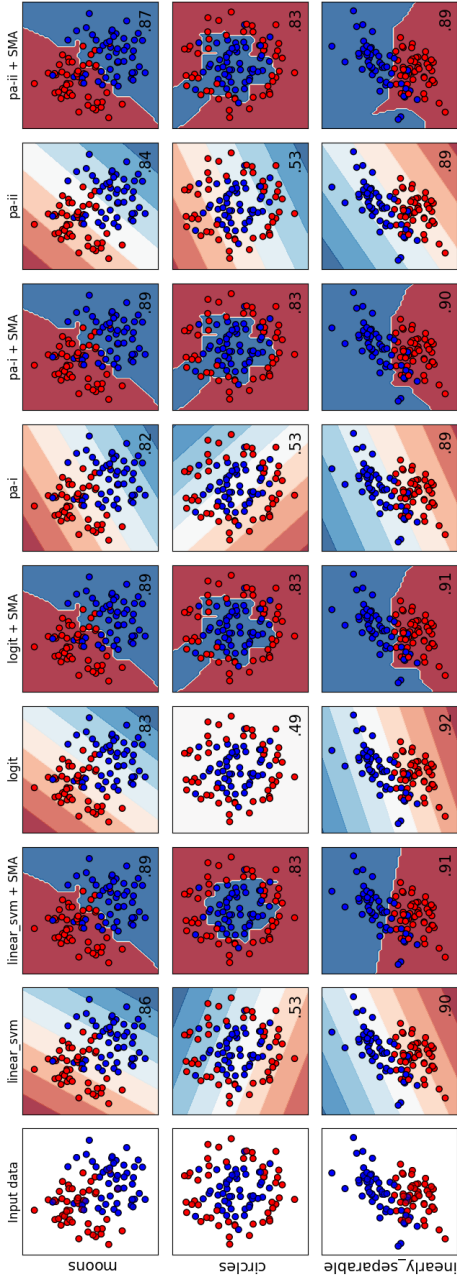 Input data
linear_svm
linear_svm + SMA
logit
logit + SMA
pa-i
pa-i + SMA
pa-ii
pa-ii + SMA
moons
.86
.89
.83
.89
.82
.89
.84
.87
circles
.53
.83
.49
.83
.53
.83
.53
.83
linearly_separable
.90
.91
.92
.91
.89
.90
.89
.89